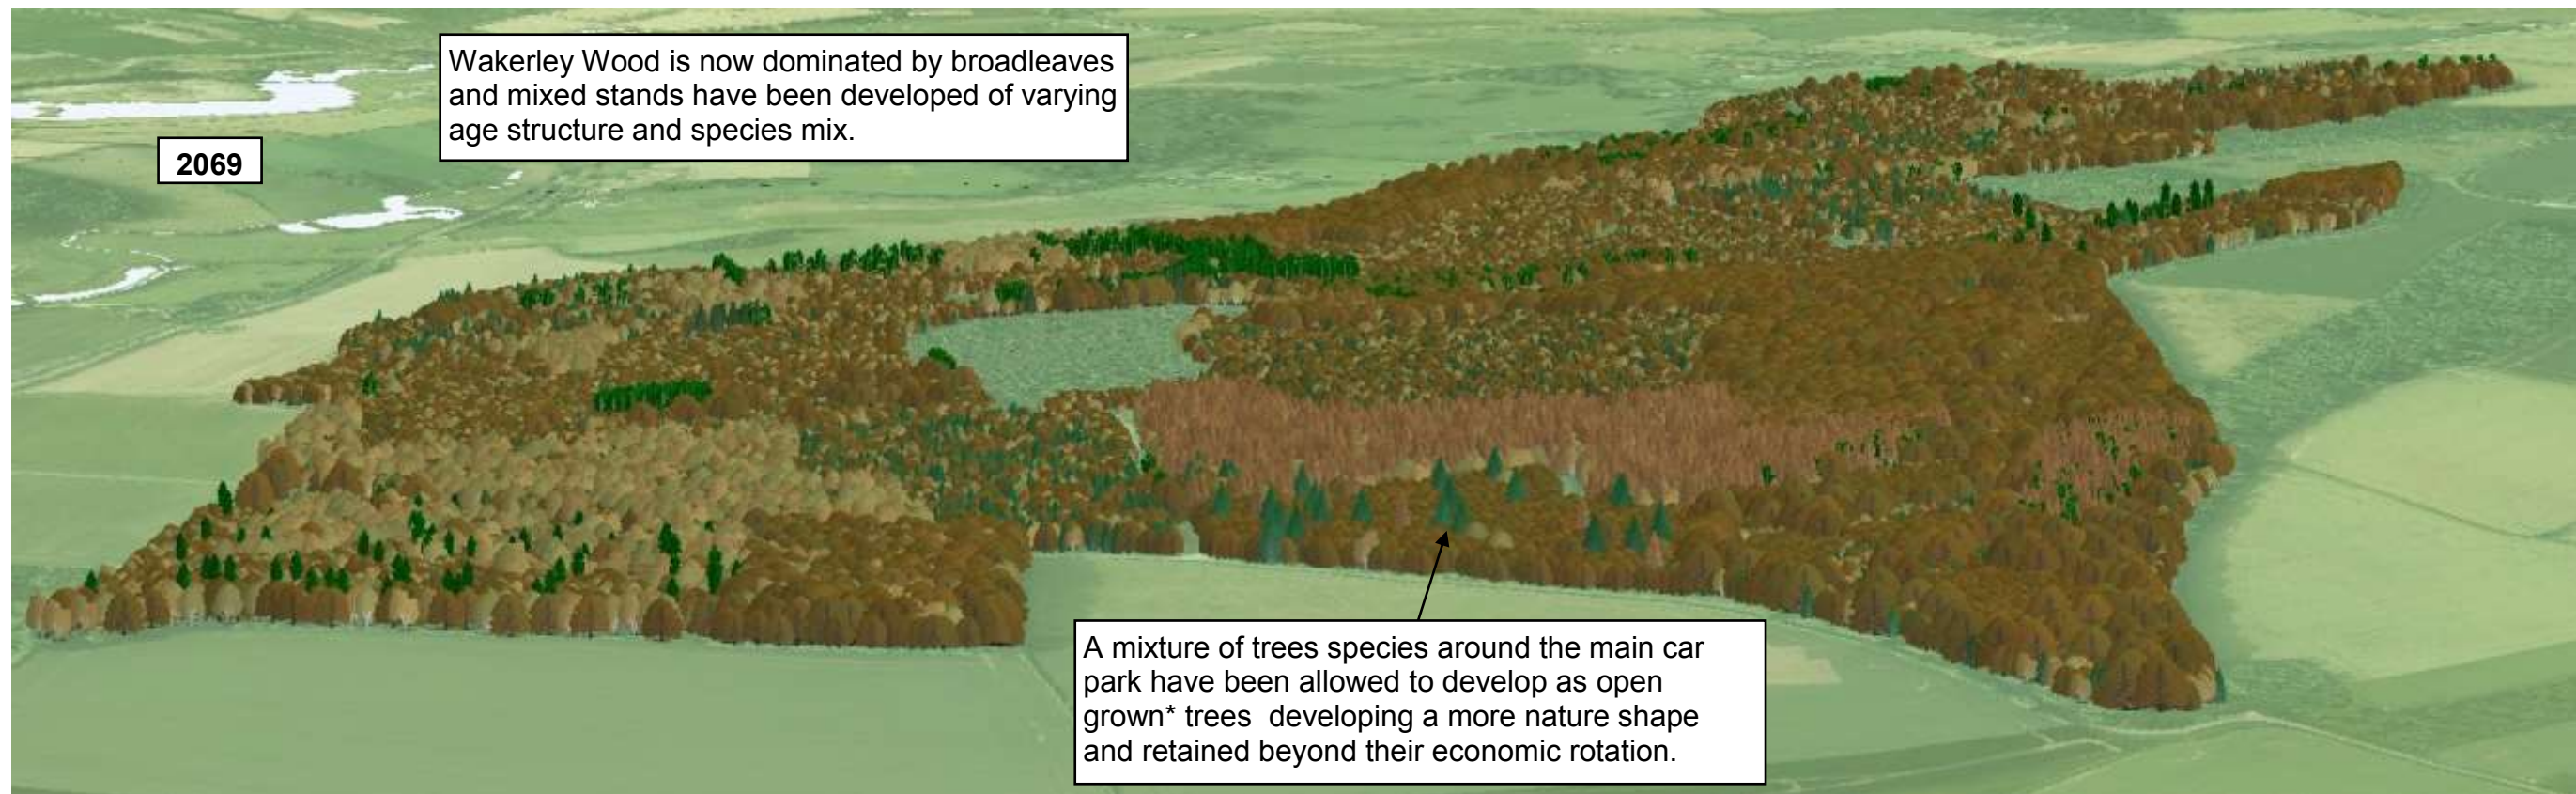 Wakerley Wood is now dominated by broadleaves
and mixed stands have been developed of varying
age structure and species mix.
2069
A mixture of trees species around the main car
park have been allowed to develop as open
grown* trees  developing a more nature shape
and retained beyond their economic rotation.